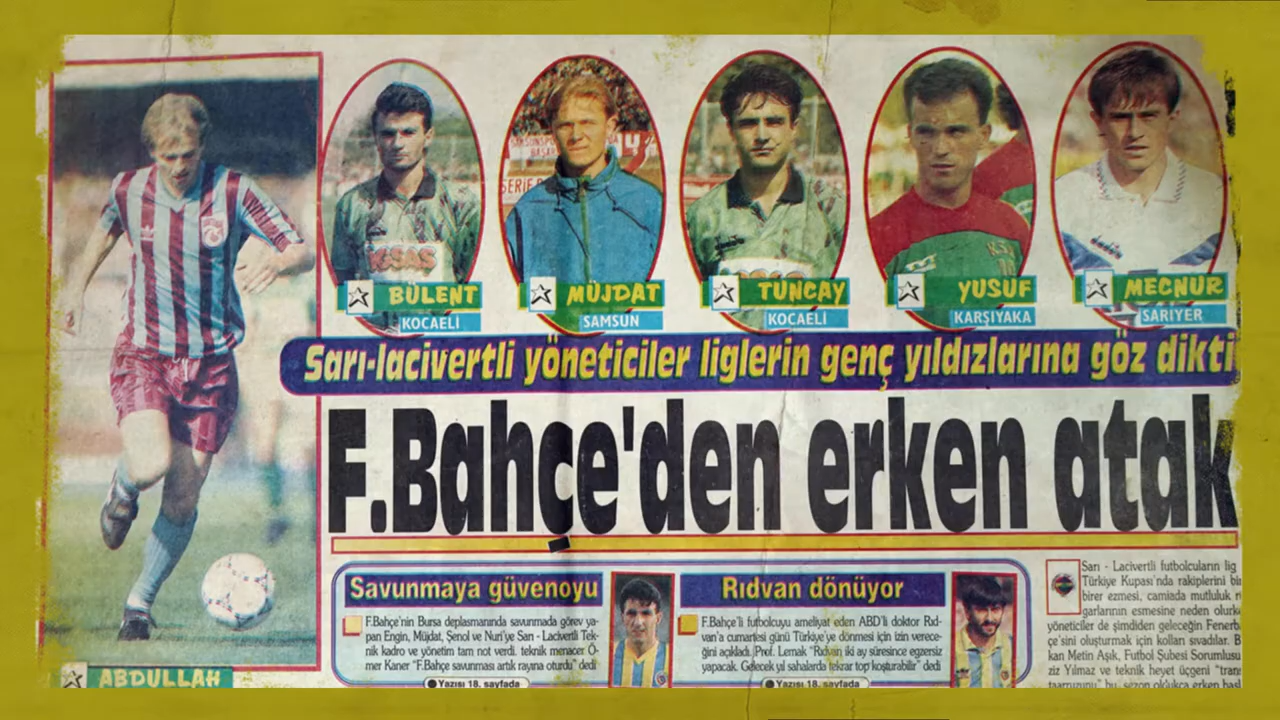 BÜLENT
KOCAELİ
MÜJDAT
SAMSUN
TUNCAY
KOCAELİ
YUSUF
KARŞIYAKA
MECNUR
SARIYER
Sarı-lacivertli yöneticiler liglerin genç yıldızlarına göz dikti
F.Bahçe'den erken atak
ABDULLAH
Savunmaya güvenoyu
F.Bahçe'nin Bursa deplasmanında savunmada görev ya-
pan Engin, Müjdat, Şenol ve Nuri'ye Sarı - Lacivertli Tek-
nik kadro ve yönetim tam not verdi. teknik menacer Ö-
mer Kaner "F.Bahçe savunması artık rayına oturdu" dedi
Yazısı 18. sayfada
Rıdvan dönüyor
F.Bahçe'li futbolcuyu ameliyat eden ABD'li doktor Rıd-
van'a cumartesi günü Türkiye'ye dönmesi için izin verece-
ğini açıkladı. Prof. Lemak "Rıdvan iki ay süresince egzersiz
yapacak. Gelecek yıl sahalarda tekrar top koşturabilir" dedi
Yazısı 18. sayfada
Sarı - Lacivertli futbolcuların lig
Türkiye Kupası'nda rakiplerini bi
birer ezmesi, camiada mutluluk r
garlarının esmesine neden olurk
yöneticiler de şimdiden geleceğin Fenerb
çe'sini oluşturmak için kolları sıvadılar. B
kan Metin Aşık, Futbol Şubesi Sorumlusu
ziz Yılmaz ve teknik heyet üçgeni "tran
taarruzunu" bu sezon oldukça erken başl